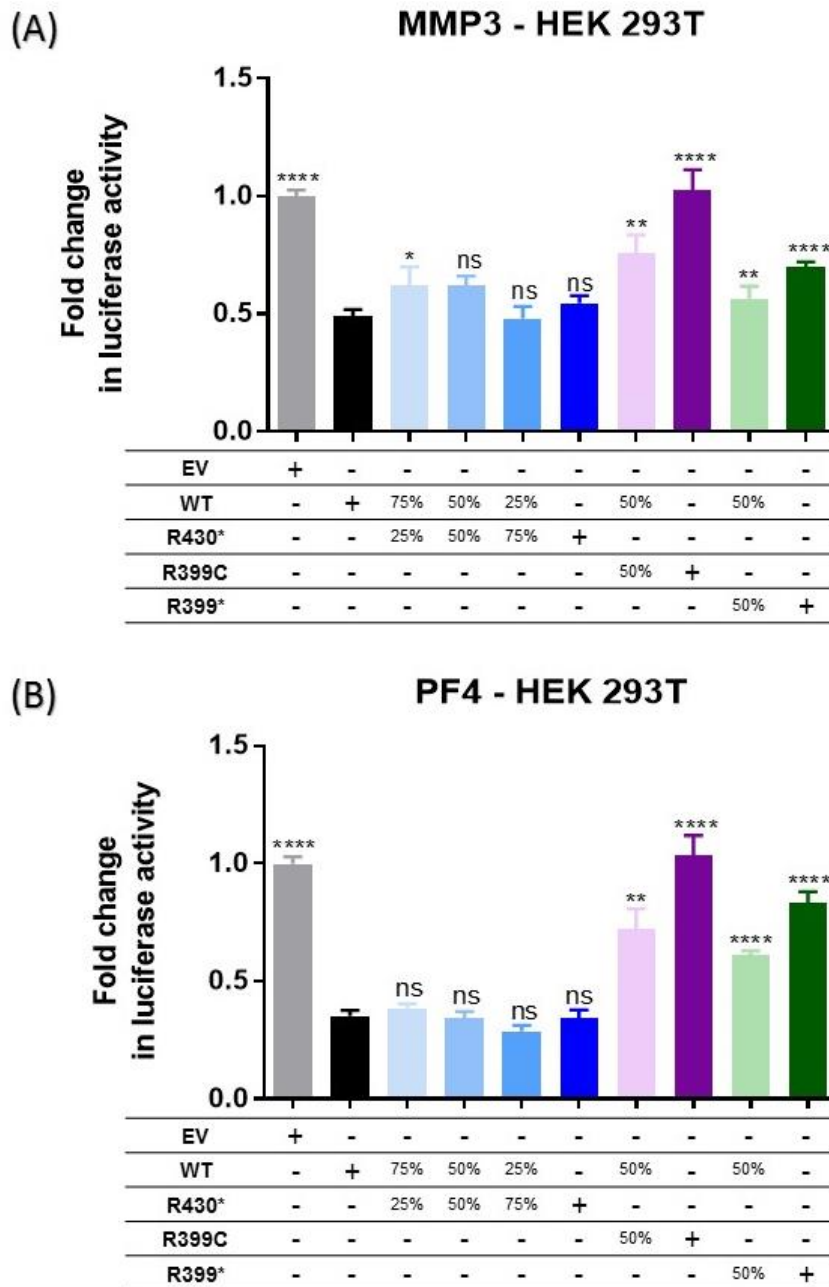 (A)
MMP3 - HEK 293T
Fold change
in luciferase activity
1.5
1.0
0.5
0.0
**** * ns ns ns ** **** ** ****
EV + - - - - - - - - -
WT - + 75% 50% 25% - 50% - 50% -
R430* - - 25% 50% 75% + - - - -
R399C - - - - - - 50% + - -
R399* - - - - - - - - 50% +
(B)
PF4 - HEK 293T
Fold change
in luciferase activity
1.5
1.0
0.5
0.0
**** ns ns ns ns ** **** **** ****
EV + - - - - - - - - -
WT - + 75% 50% 25% - 50% - 50% -
R430* - - 25% 50% 75% + - - - -
R399C - - - - - - 50% + - -
R399* - - - - - - - - 50% +